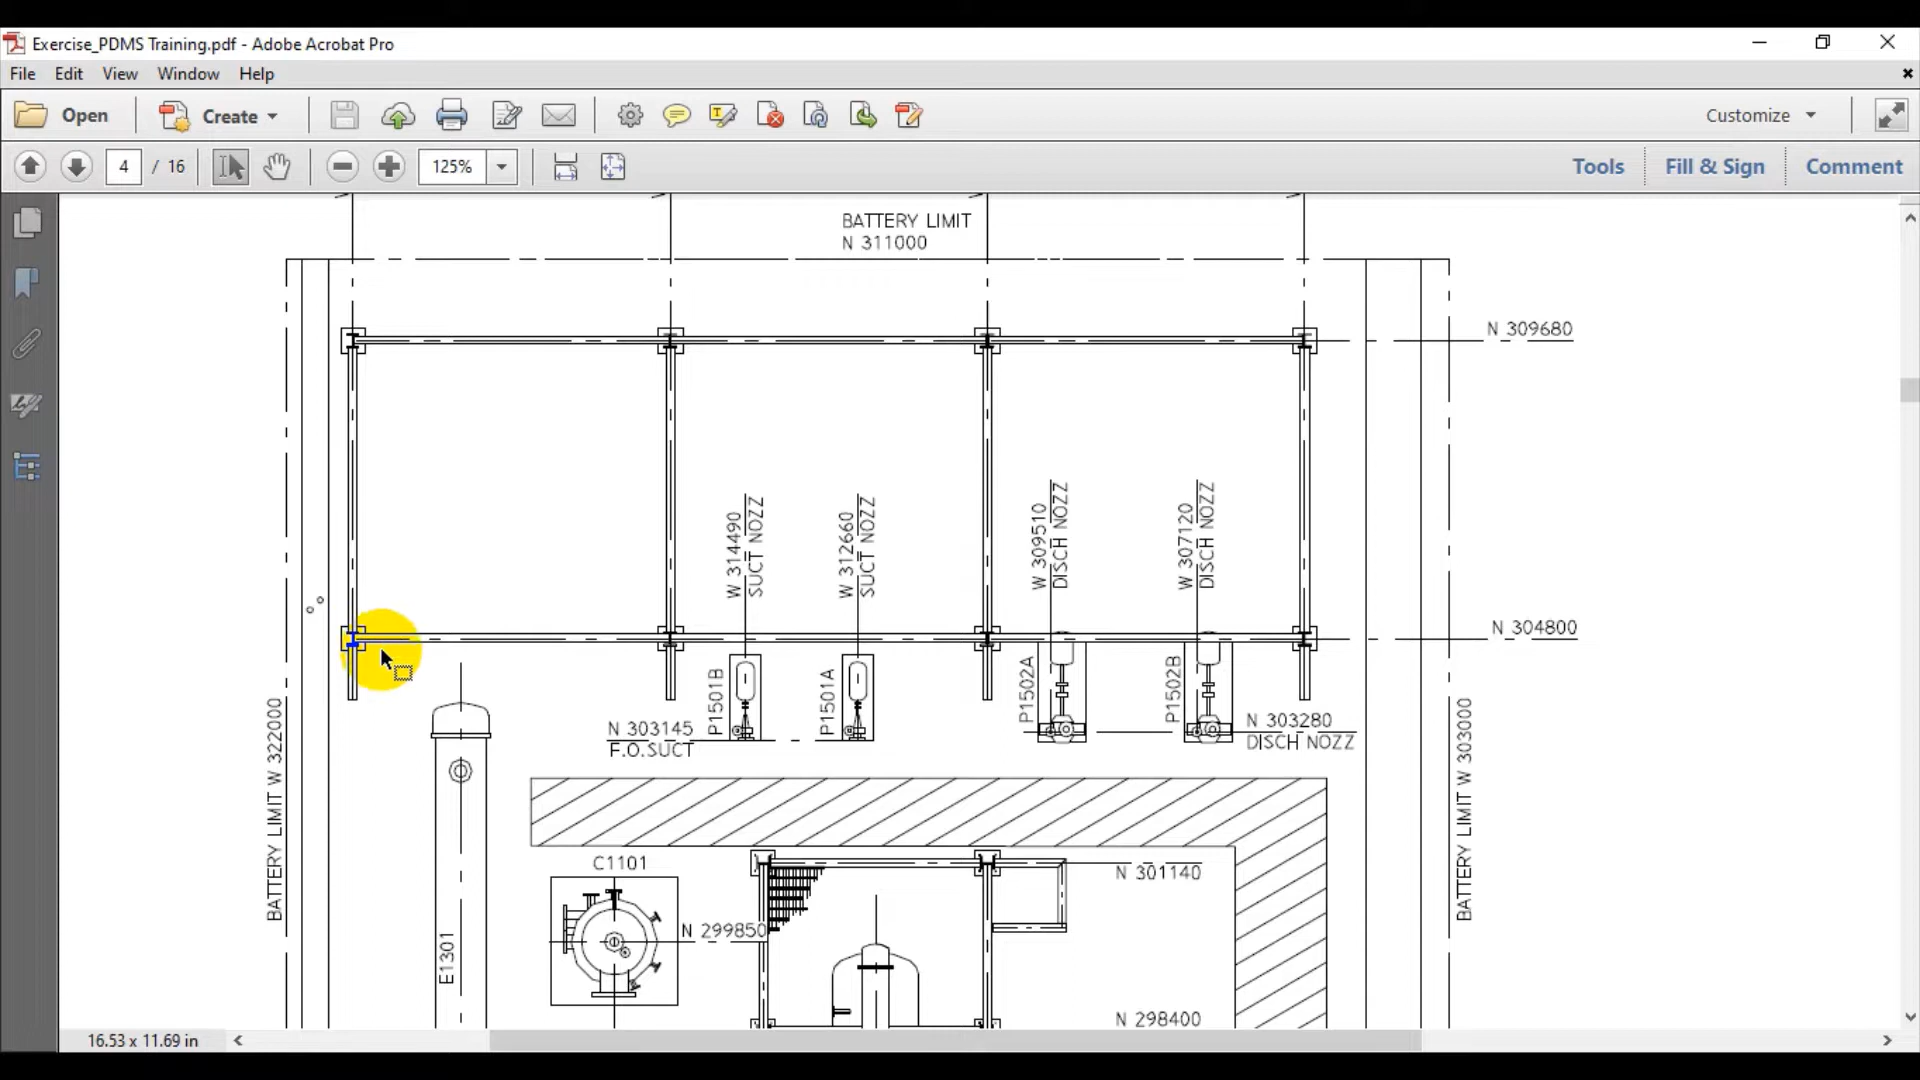 Exercise_PDMS Training.pdf - Adobe Acrobat Pro
File Edit View Window Help
Open Create Customize
4 / 16 125% Tools Fill & Sign Comment
BATTERY LIMIT
N 311000
N 309680
W 314490
SUCT NOZZ
W 312660
SUCT NOZZ
W 309510
DISCH NOZZ
W 307120
DISCH NOZZ
N 304800
P1501B
P1501A
P1502A
P1502B
N 303145
F.O.SUCT
N 303280
DISCH NOZZ
BATTERY LIMIT W 322000
BATTERY LIMIT W 303000
C1101
N 301140
N 299850
E1301
N 298400
16.53 x 11.69 in